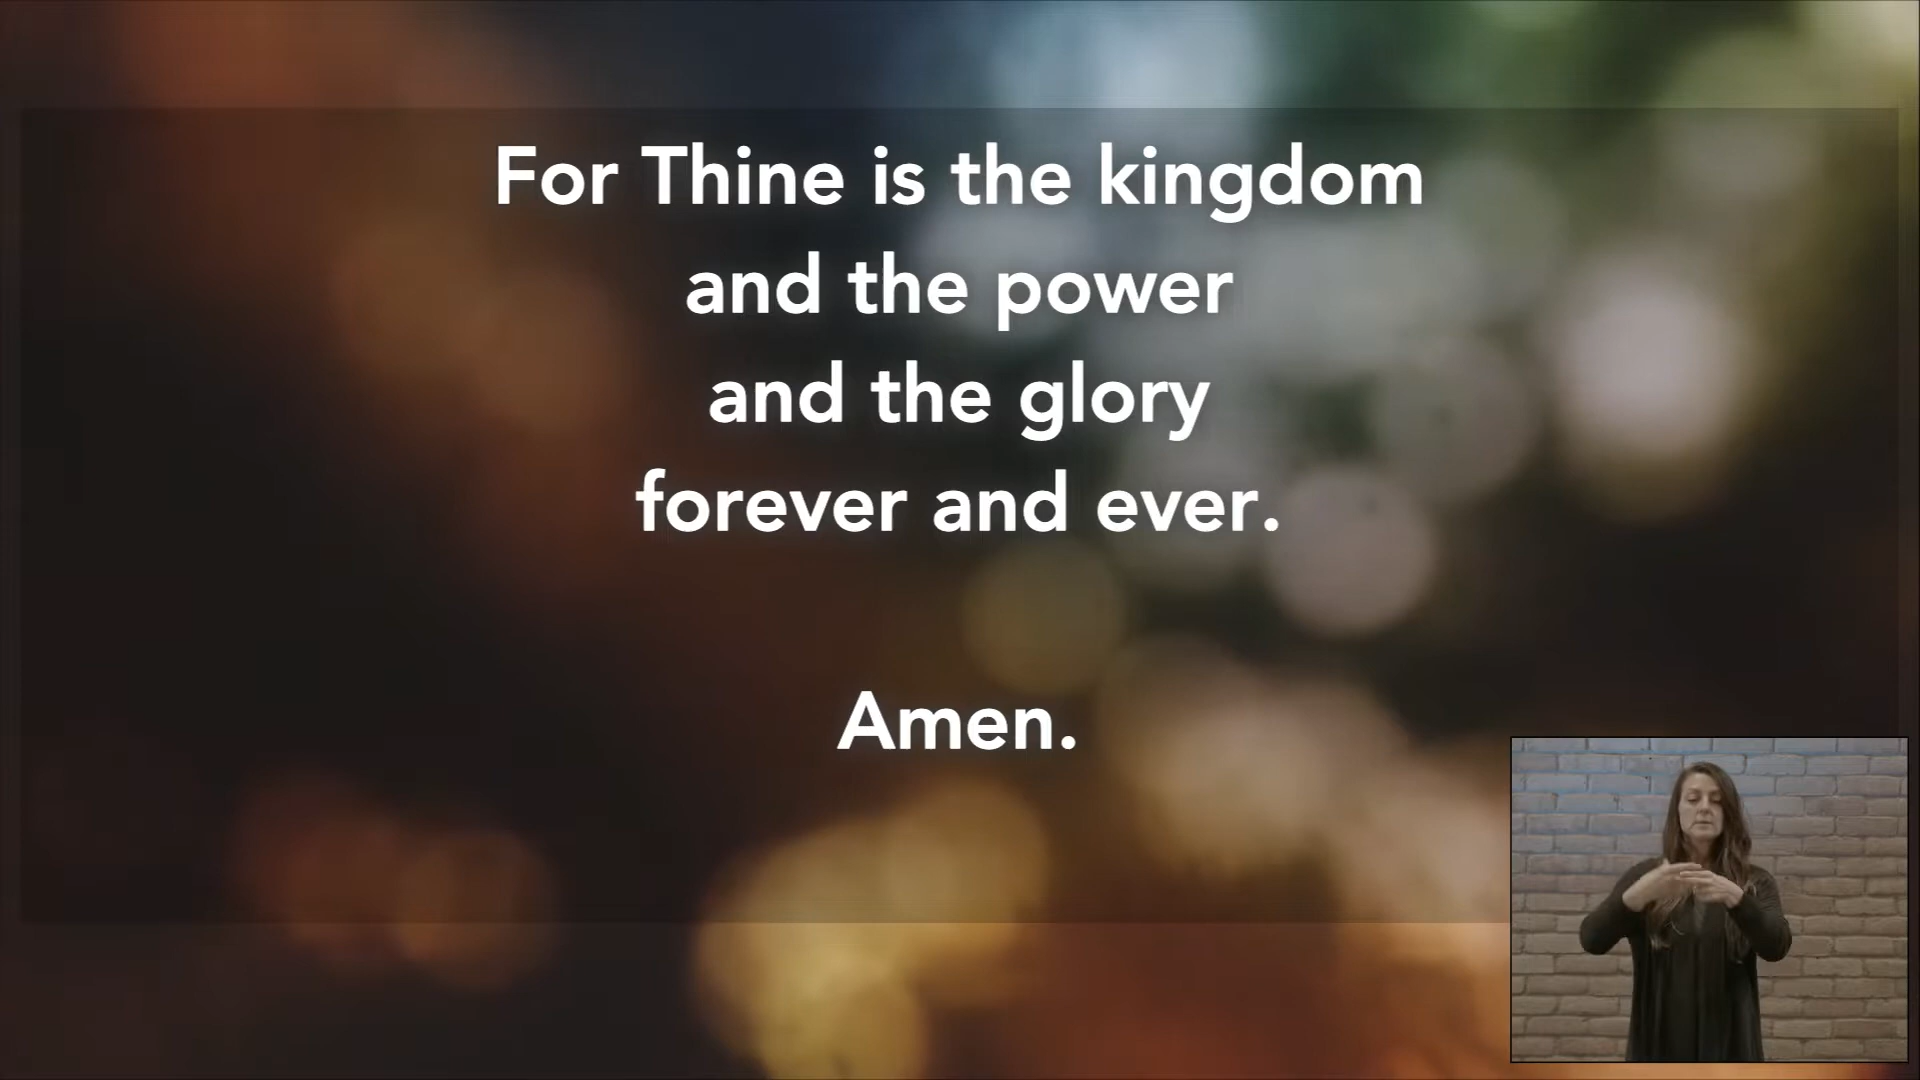 For Thine is the kingdom
and the power
and the glory
forever and ever.
Amen.